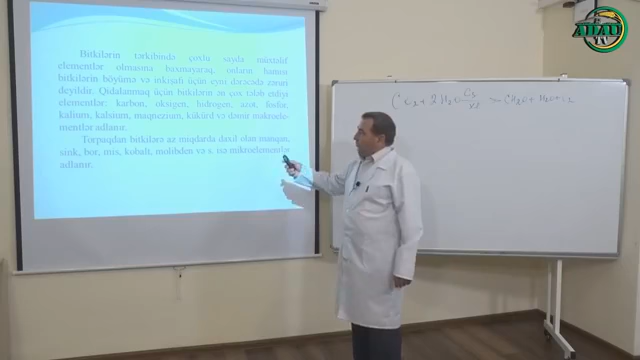 Bitkilərin tərkibində çoxlu sayda müxtəlif
elementlər olmasına baxmayaraq, onların hamısı
bitkilərin böyümə və inkişafı üçün eyni dərəcədə zəruri
deyildir. Qidalanmaq üçün bitkilərin ən çox tələb etdiyi
elementlər: karbon, oksigen, hidrogen, azot, fosfor,
kalium, kalsium, maqnezium, kükürd və dəmir makroele-
mentlər adlanır.
Torpaqdan bitkilərə az miqdarda daxil olan manqan,
sink, bor, mis, kobalt, molibden və s. isə mikroelementlər
adlanır.
ADAU
TV